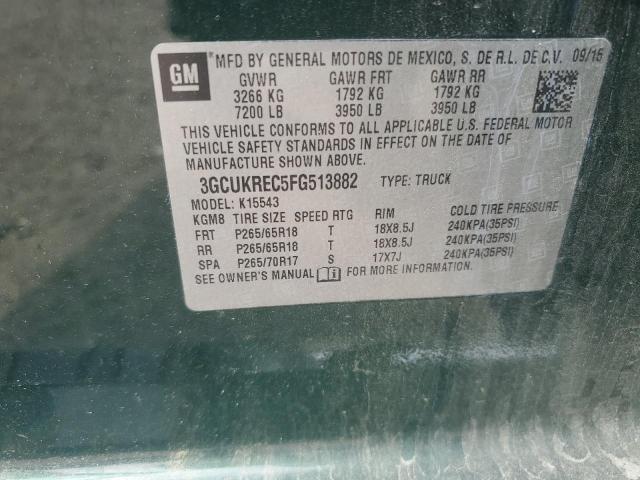 GM
MFD BY GENERAL MOTORS DE MEXICO, S. DE R.L. DE C.V. 09/15
GVWR GAWR FRT GAWR RR
3266 KG 1792 KG 1792 KG
7200 LB 3950 LB 3950 LB
THIS VEHICLE CONFORMS TO ALL APPLICABLE U.S. FEDERAL MOTOR
VEHICLE SAFETY STANDARDS IN EFFECT ON THE DATE OF
MANUFACTURE SHOWN ABOVE.
3GCUKREC5FG513882 TYPE: TRUCK
MODEL: K15543
KGM8 TIRE SIZE SPEED RTG RIM COLD TIRE PRESSURE
FRT P265/65R18 T 18X8.5J 240KPA(35PSI)
RR P265/65R18 T 18X8.5J 240KPA(35PSI)
SPA P265/70R17 S 17X7J 240KPA(35PSI)
SEE OWNER'S MANUAL FOR MORE INFORMATION.